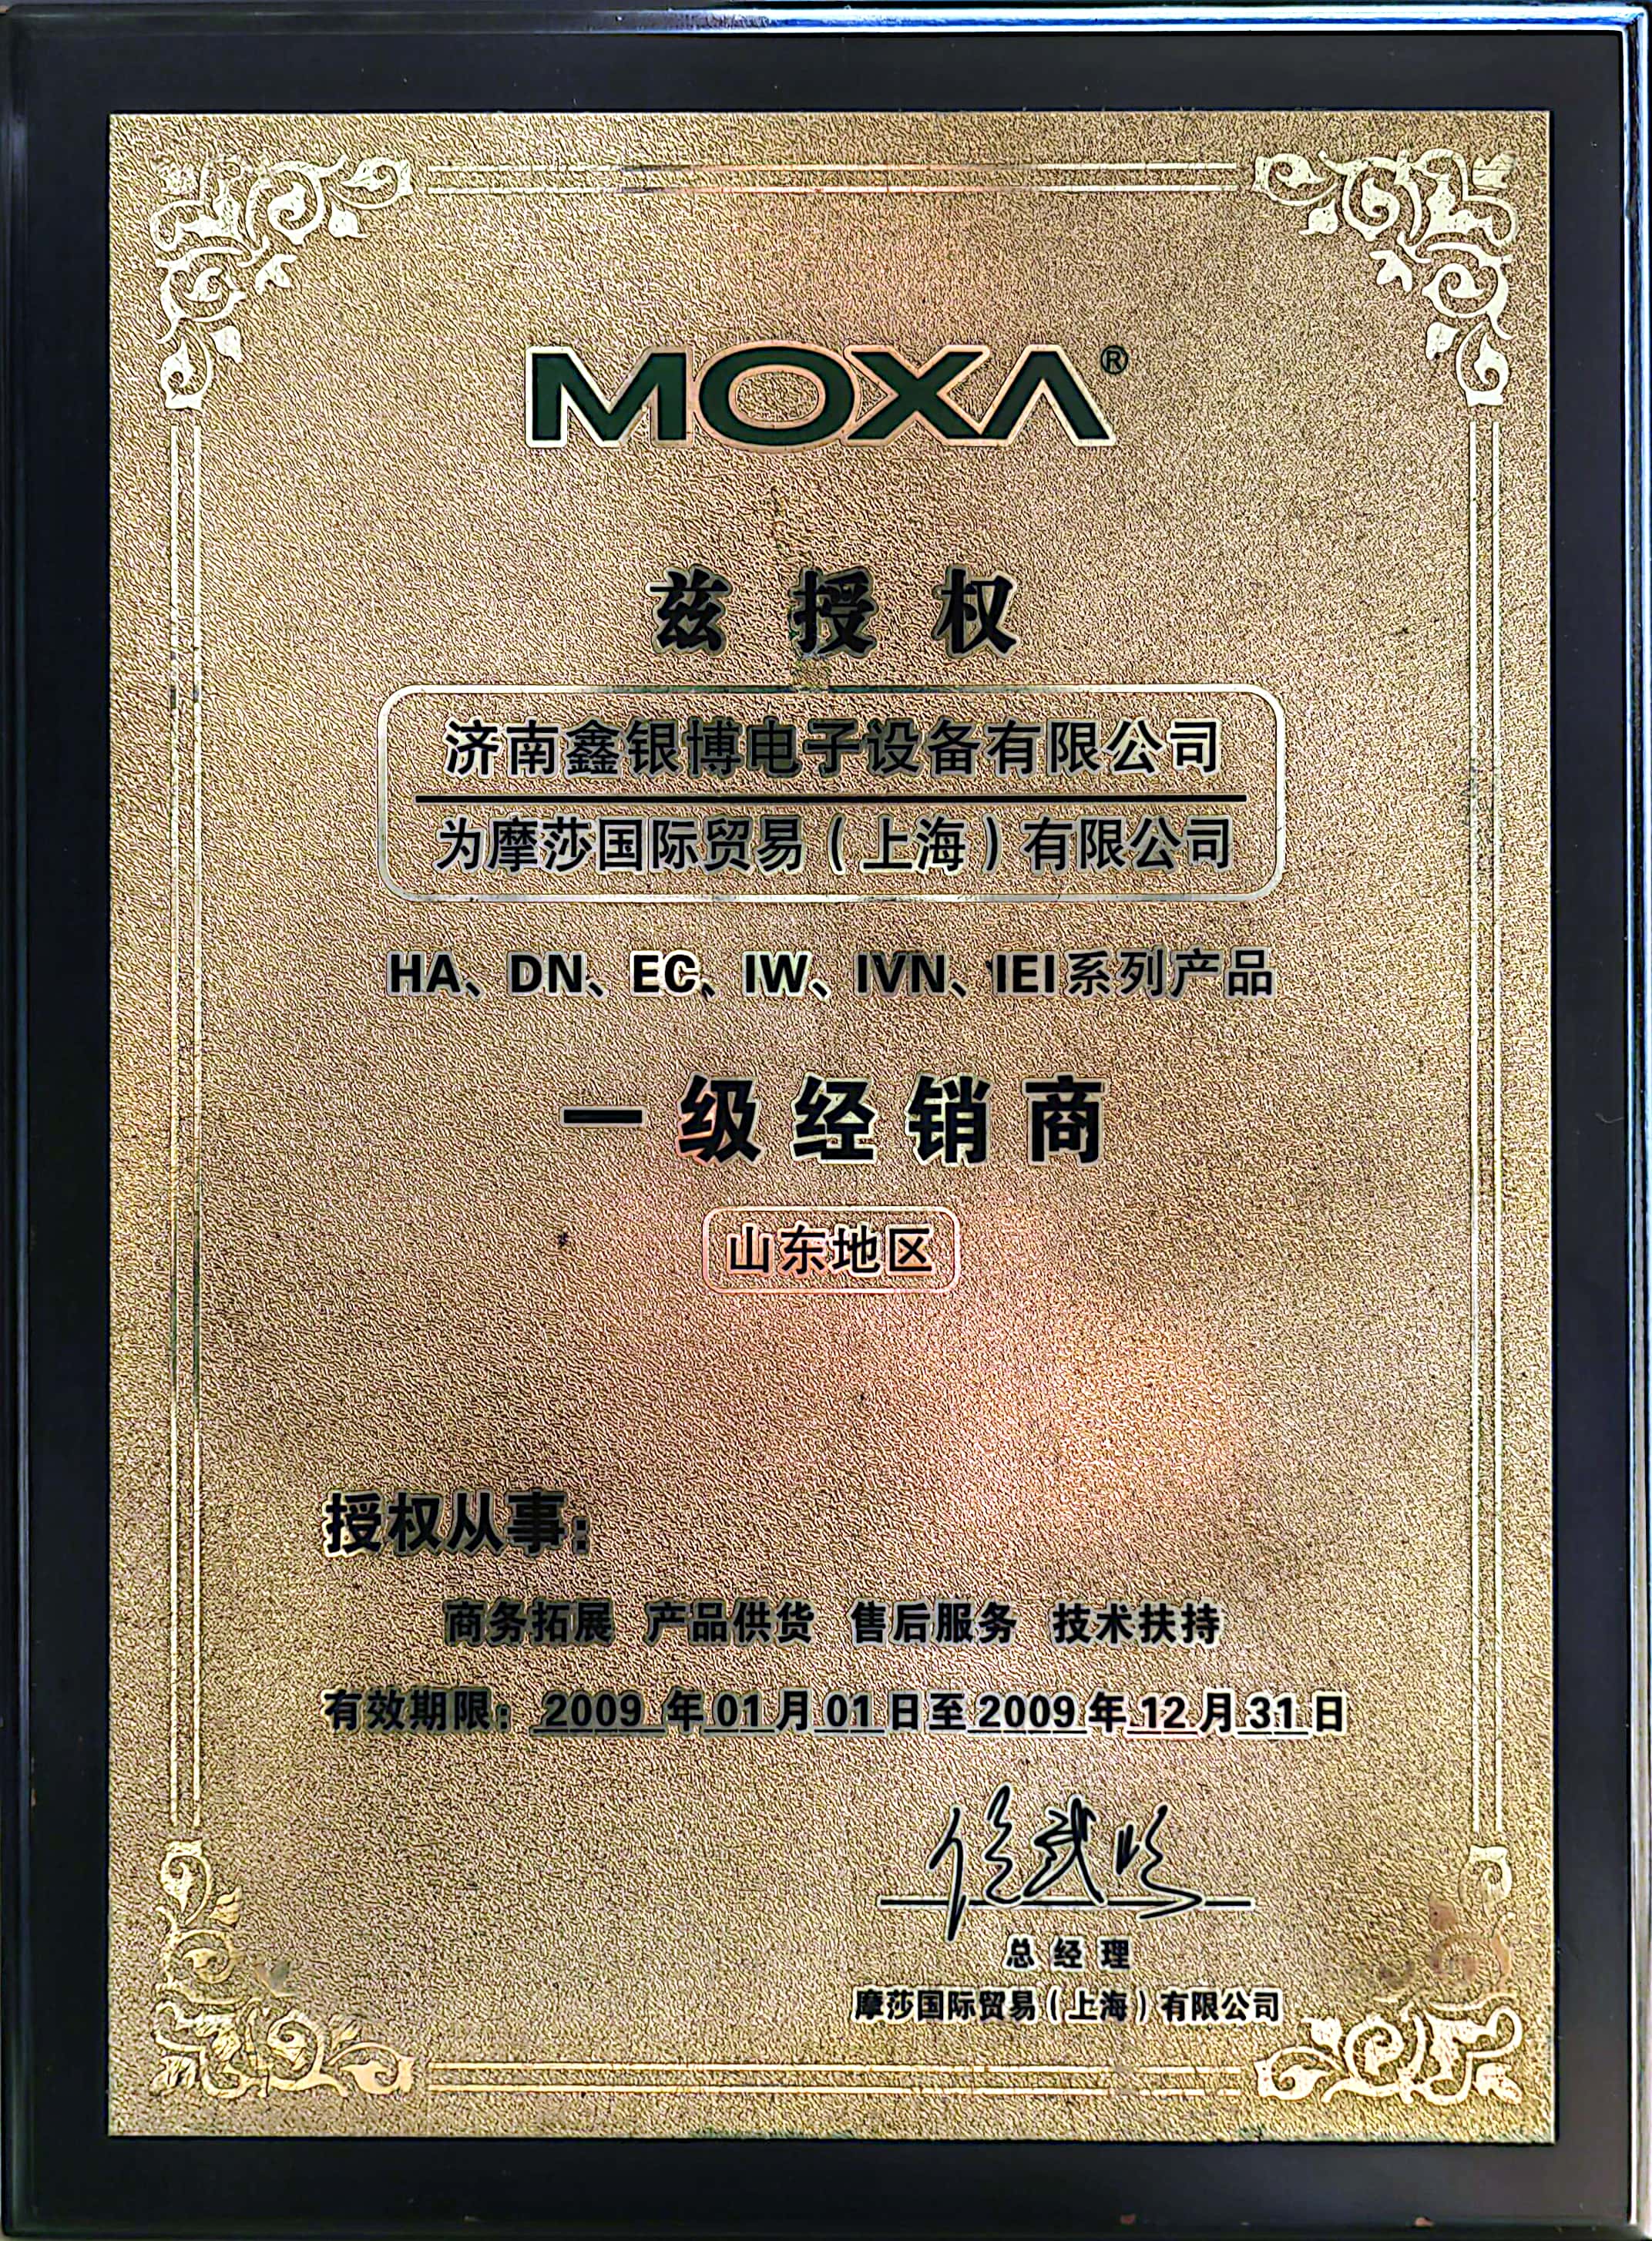 MOXA®
兹授权
济南鑫银博电子设备有限公司
为摩莎国际贸易（上海）有限公司
HA、DN、EC、IW、IVN、IEI系列产品
一级经销商
山东地区
授权从事：
商务拓展 产品供货 售后服务 技术扶持
有效期限：2009年01月01日至2009年12月31日
总经理
摩莎国际贸易（上海）有限公司